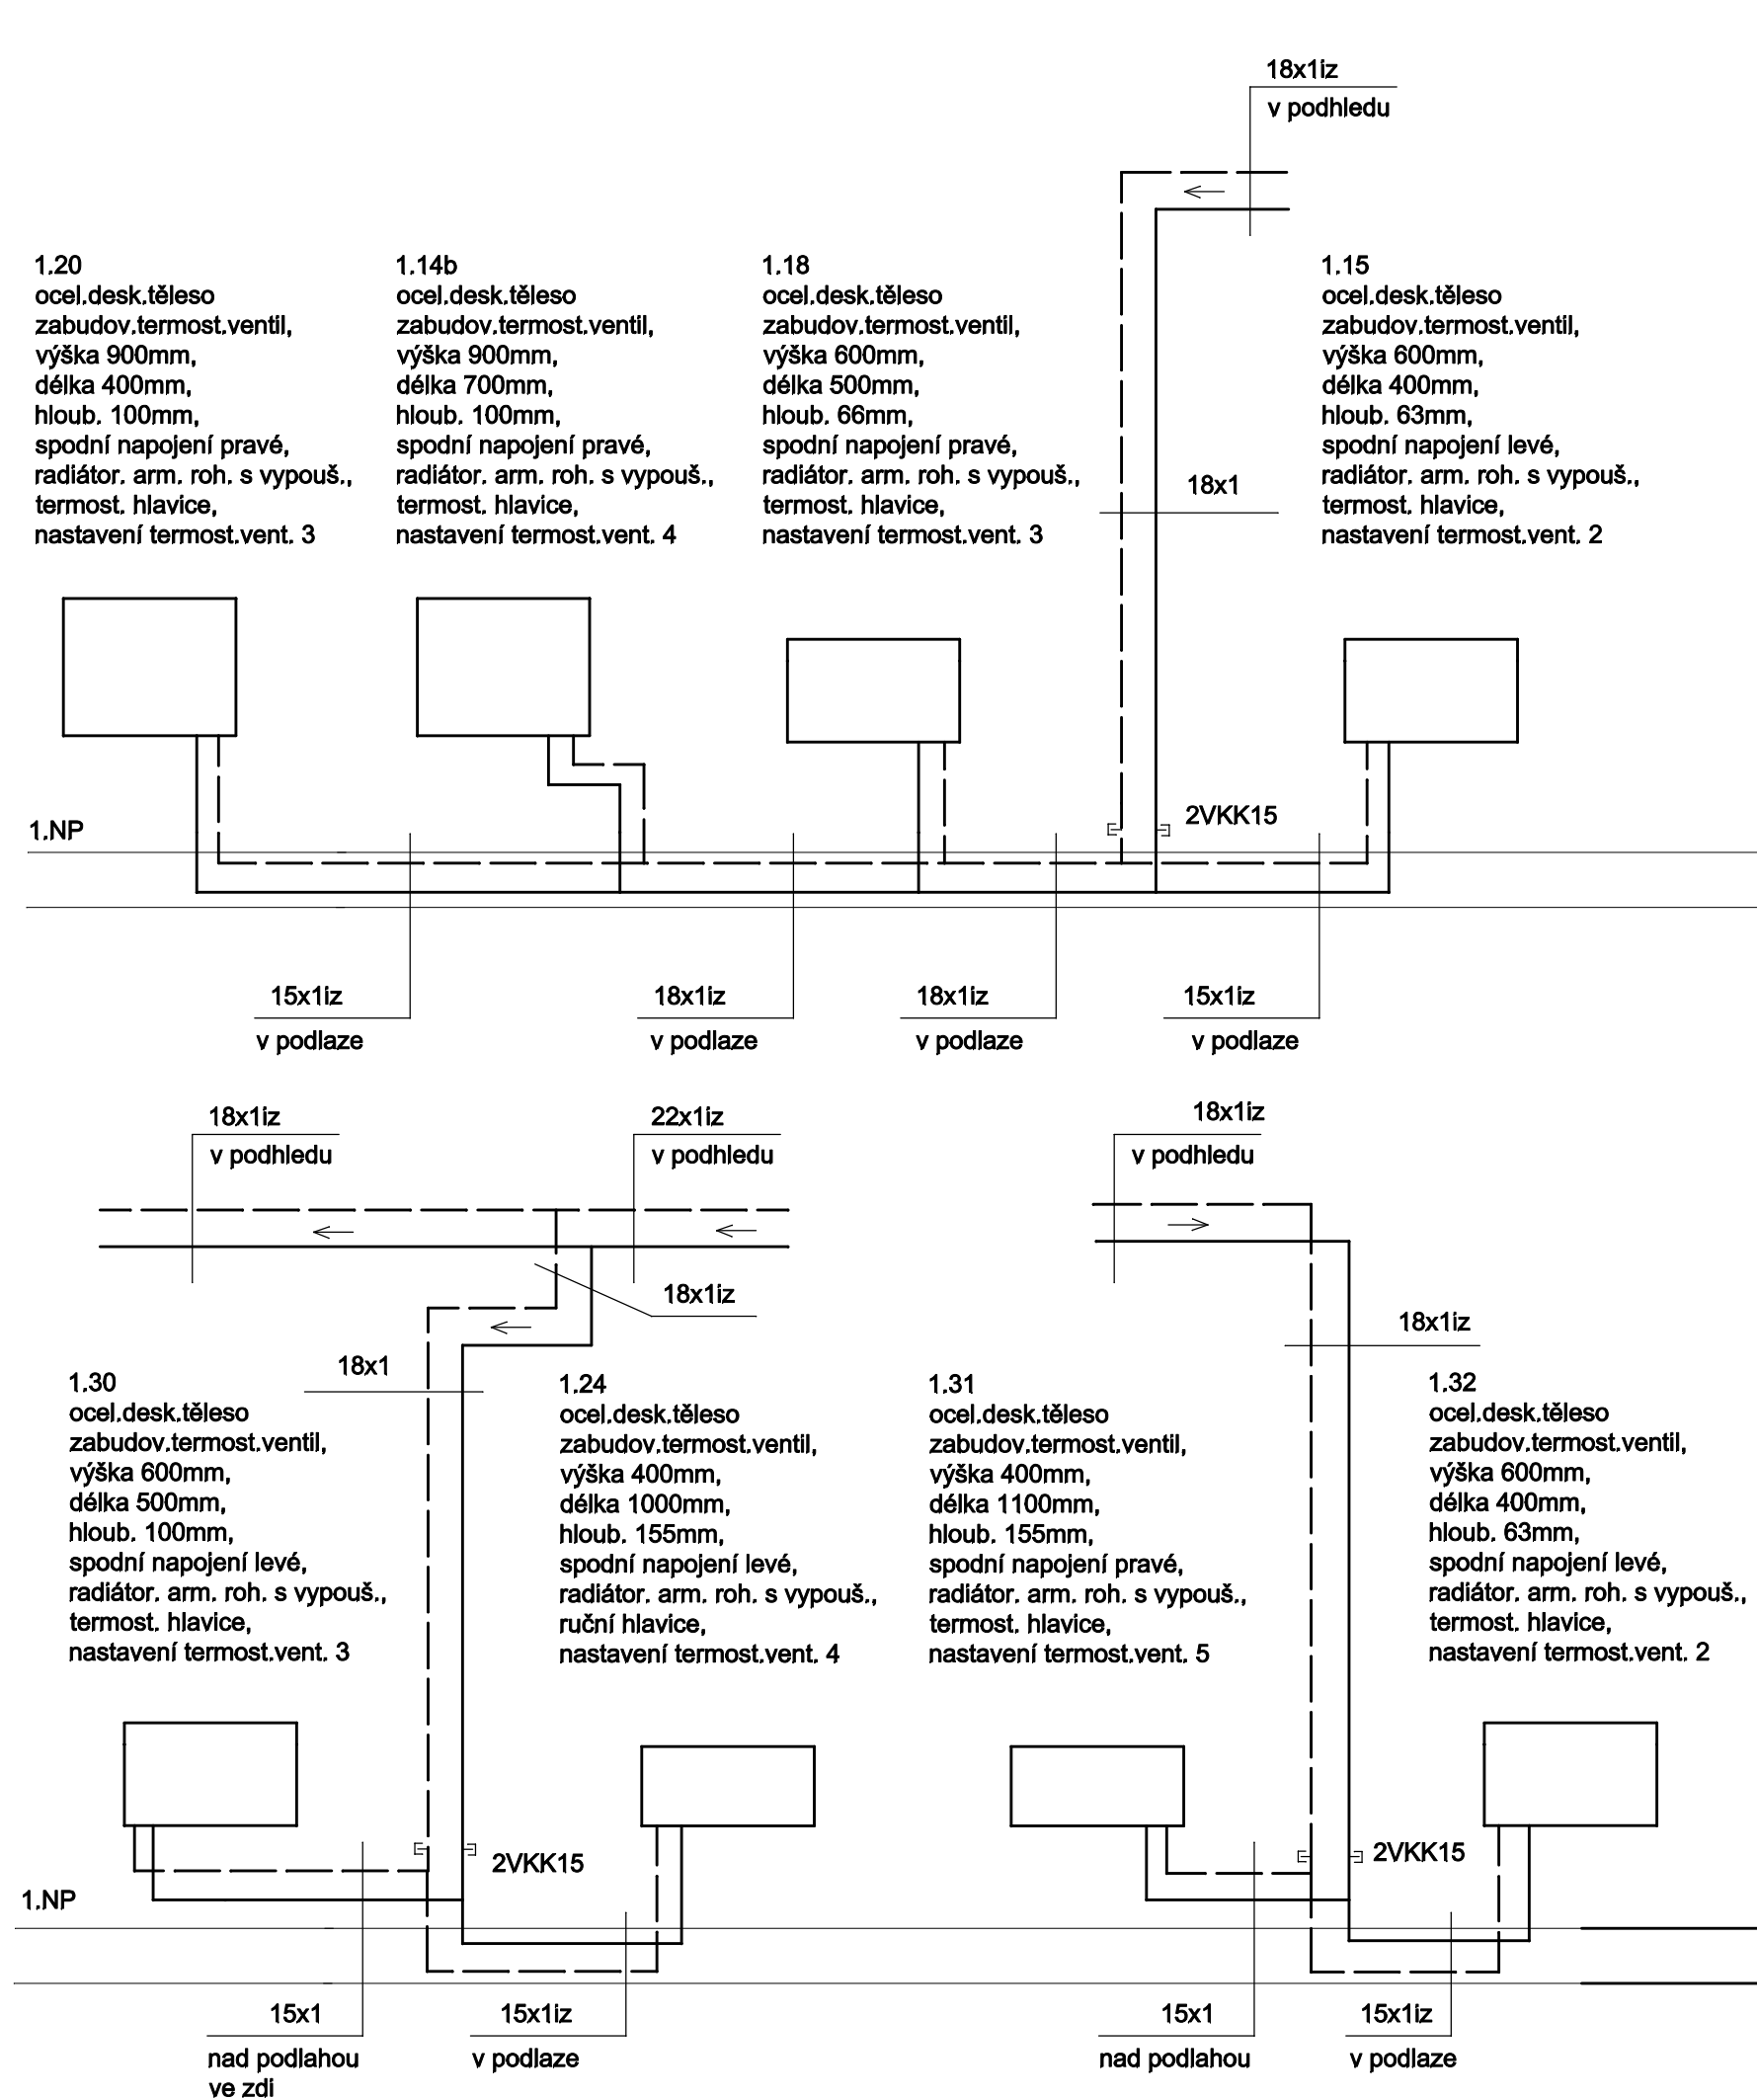 18x1iz
v podhledu
1.20
ocel.desk.těleso
zabudov.termost.ventil,
výška 900mm,
délka 400mm,
hloub. 100mm,
spodní napojení pravé,
radiátor. arm. roh. s vypouš.,
termost. hlavice,
nastavení termost.vent. 3
1.14b
ocel.desk.těleso
zabudov.termost.ventil,
výška 900mm,
délka 700mm,
hloub. 100mm,
spodní napojení pravé,
radiátor. arm. roh. s vypouš.,
termost. hlavice,
nastavení termost.vent. 4
1.18
ocel.desk.těleso
zabudov.termost.ventil,
výška 600mm,
délka 500mm,
hloub. 66mm,
spodní napojení pravé,
radiátor. arm. roh. s vypouš.,
termost. hlavice,
nastavení termost.vent. 3
18x1
1.15
ocel.desk.těleso
zabudov.termost.ventil,
výška 600mm,
délka 400mm,
hloub. 63mm,
spodní napojení levé,
radiátor. arm. roh. s vypouš.,
termost. hlavice,
nastavení termost.vent. 2
2VKK15
1.NP
15x1iz
v podlaze
18x1iz
v podlaze
18x1iz
v podlaze
15x1iz
v podlaze
18x1iz
v podhledu
22x1iz
v podhledu
18x1iz
v podhledu
18x1iz
18x1iz
18x1
1.30
ocel.desk.těleso
zabudov.termost.ventil,
výška 600mm,
délka 500mm,
hloub. 100mm,
spodní napojení levé,
radiátor. arm. roh. s vypouš.,
termost. hlavice,
nastavení termost.vent. 3
1.24
ocel.desk.těleso
zabudov.termost.ventil,
výška 400mm,
délka 1000mm,
hloub. 155mm,
spodní napojení levé,
radiátor. arm. roh. s vypouš.,
ruční hlavice,
nastavení termost.vent. 4
1.31
ocel.desk.těleso
zabudov.termost.ventil,
výška 400mm,
délka 1100mm,
hloub. 155mm,
spodní napojení pravé,
radiátor. arm. roh. s vypouš.,
termost. hlavice,
nastavení termost.vent. 5
1.32
ocel.desk.těleso
zabudov.termost.ventil,
výška 600mm,
délka 400mm,
hloub. 63mm,
spodní napojení levé,
radiátor. arm. roh. s vypouš.,
termost. hlavice,
nastavení termost.vent. 2
2VKK15
2VKK15
1.NP
15x1
nad podlahou
ve zdi
15x1iz
v podlaze
15x1
nad podlahou
15x1iz
v podlaze